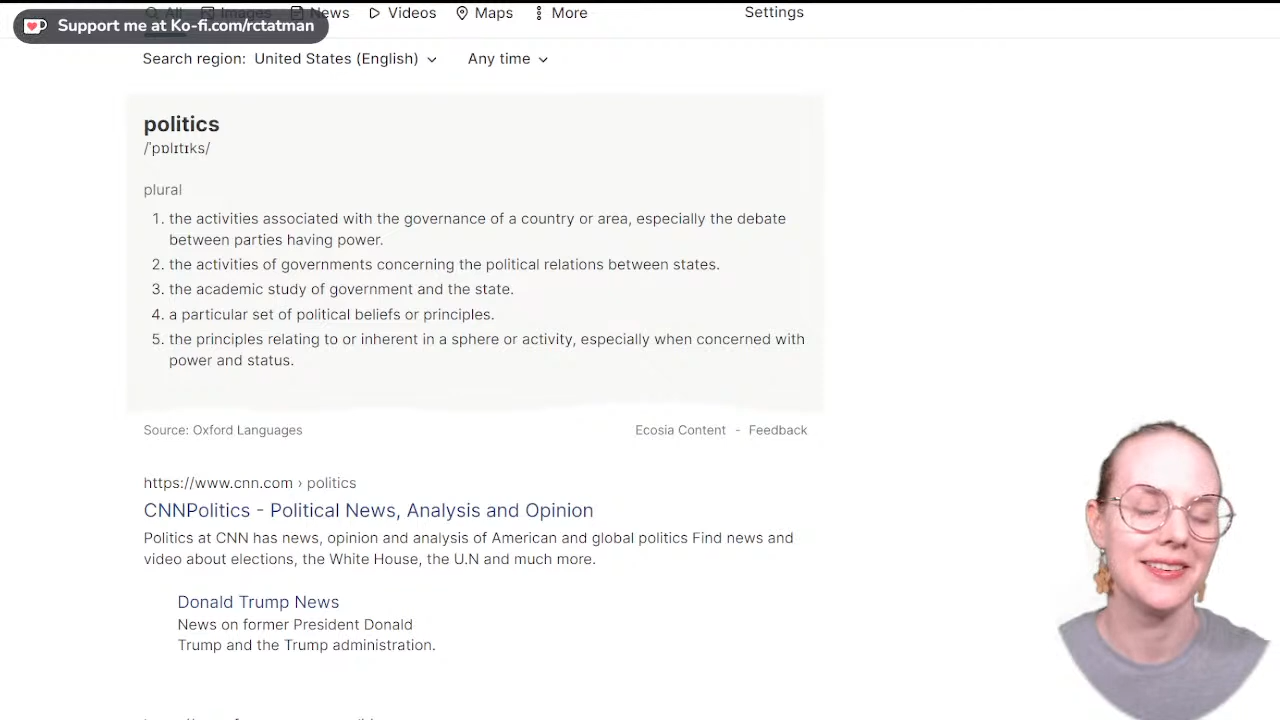 All Images News Videos Maps More Settings
Support me at Ko-fi.com/rctatman
Search region: United States (English) Any time
politics
/ˈpɒlɪtɪks/
plural
1. the activities associated with the governance of a country or area, especially the debate
between parties having power.
2. the activities of governments concerning the political relations between states.
3. the academic study of government and the state.
4. a particular set of political beliefs or principles.
5. the principles relating to or inherent in a sphere or activity, especially when concerned with
power and status.
Source: Oxford Languages Ecosia Content - Feedback
https://www.cnn.com › politics
CNNPolitics - Political News, Analysis and Opinion
Politics at CNN has news, opinion and analysis of American and global politics Find news and
video about elections, the White House, the U.N and much more.
Donald Trump News
News on former President Donald
Trump and the Trump administration.